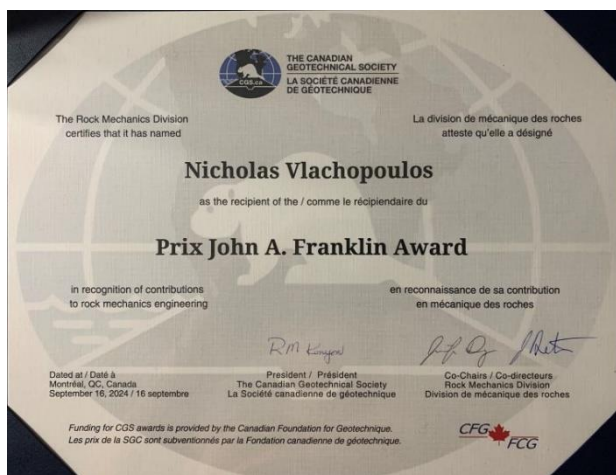 THE CANADIAN
GEOTECHNICAL SOCIETY
LA SOCIÉTÉ CANADIENNE
DE GÉOTECHNIQUE
CGS.ca
The Rock Mechanics Division
certifies that it has named
La division de mécanique des roches
atteste qu'elle a désigné
Nicholas Vlachopoulos
as the recipient of the / comme le récipiendaire du
Prix John A. Franklin Award
in recognition of contributions
to rock mechanics engineering
en reconnaissance de sa contribution
en mécanique des roches
Dated at / Daté à
Montréal, QC, Canada
September 16, 2024 / 16 septembre
President / Président
The Canadian Geotechnical Society
La Société canadienne de géotechnique
Co-Chairs / Co-directeurs
Rock Mechanics Division
Division de mécanique des roches
Funding for CGS awards is provided by the Canadian Foundation for Geotechnique.
Les prix de la SGC sont subventionnés par la Fondation canadienne de géotechnique.
CFG
FCG